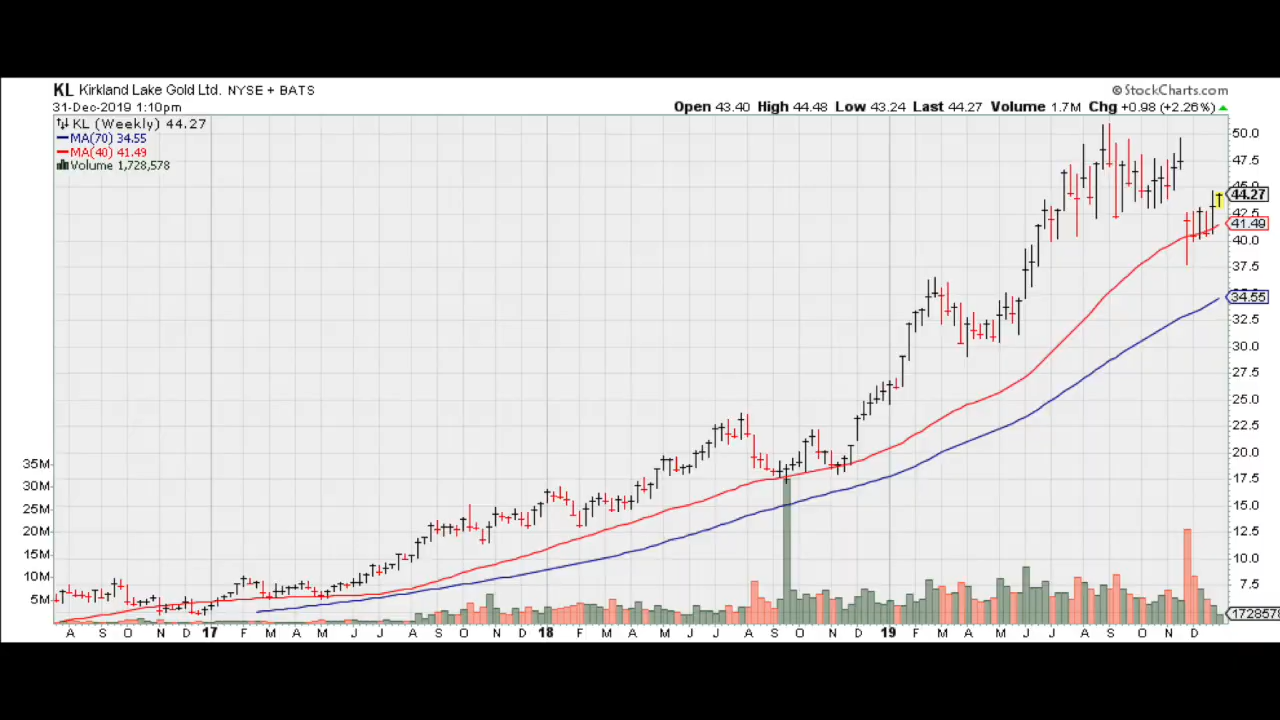 KL Kirkland Lake Gold Ltd. NYSE + BATS
© StockCharts.com
31-Dec-2019 1:10pm
Open 43.40 High 44.48 Low 43.24 Last 44.27 Volume 1.7M Chg +0.98 (+2.26%)
KL (Weekly) 44.27
MA(70) 34.55
MA(40) 41.49
Volume 1,728,578
50.0
47.5
45.0
44.27
42.5
41.49
40.0
37.5
34.55
32.5
30.0
27.5
25.0
22.5
20.0
17.5
15.0
12.5
10.0
7.5
1728578
35M
30M
25M
20M
15M
10M
5M
A S O N D 17 F M A M J J A S O N D 18 F M A M J J A S O N D 19 F M A M J J A S O N D